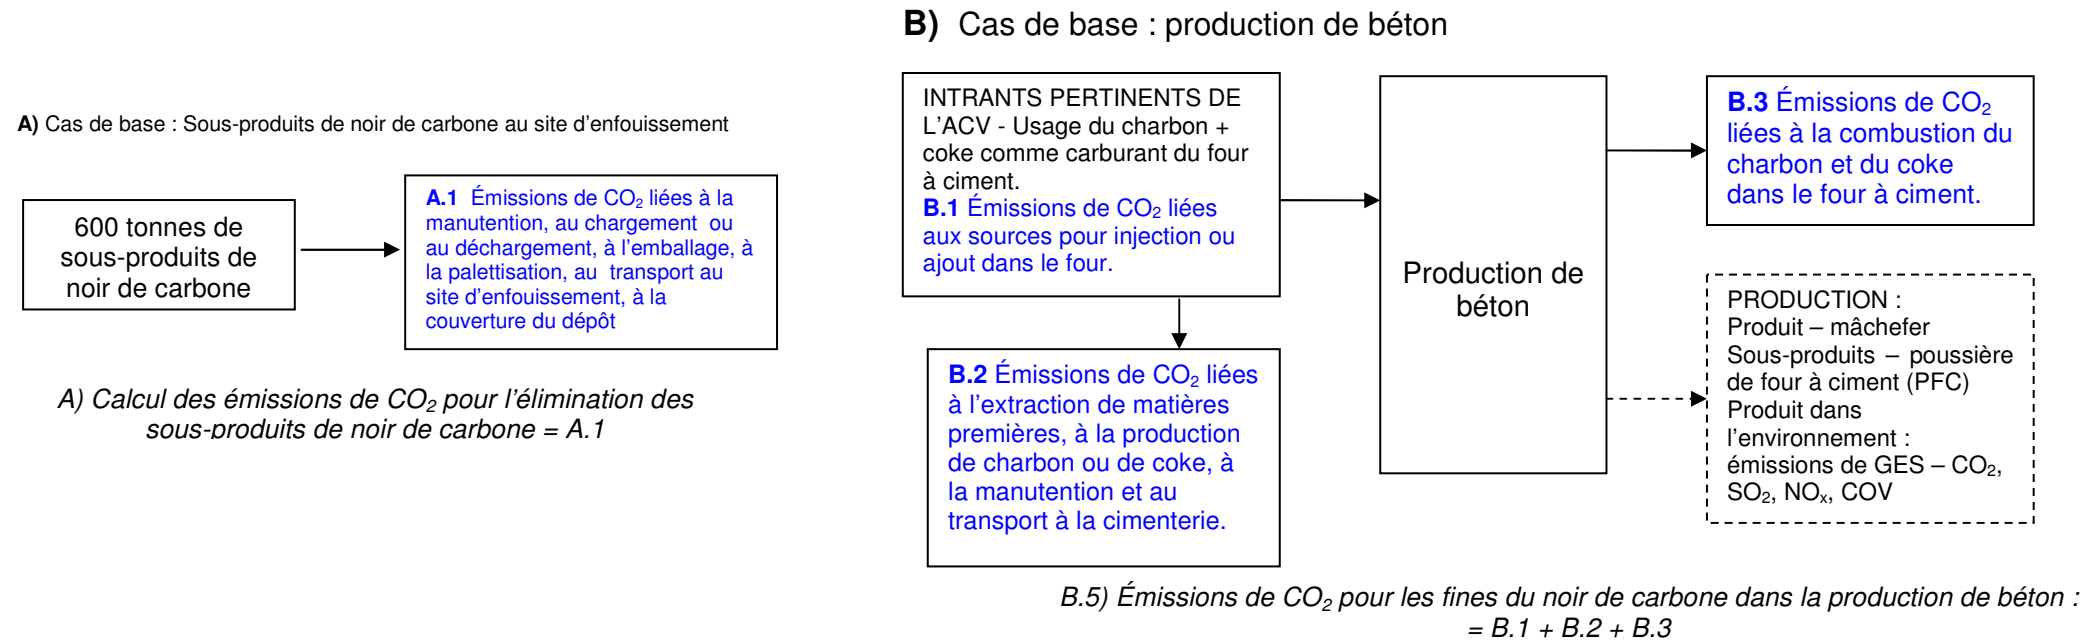 A) Cas de base : Sous-produits de noir de carbone au site d'enfouissement
600 tonnes de
sous-produits de
noir de carbone
A.1 Émissions de CO₂ liées à la
manutention, au chargement ou
au déchargement, à l'emballage, à
la palettisation, au transport au
site d'enfouissement, à la
couverture du dépôt
A) Calcul des émissions de CO₂ pour l'élimination des
sous-produits de noir de carbone = A.1
B) Cas de base : production de béton
INTRANTS PERTINENTS DE
L'ACV - Usage du charbon +
coke comme carburant du four
à ciment.
B.1 Émissions de CO₂ liées
aux sources pour injection ou
ajout dans le four.
B.2 Émissions de CO₂ liées
à l'extraction de matières
premières, à la production
de charbon ou de coke, à
la manutention et au
transport à la cimenterie.
Production de
béton
B.3 Émissions de CO₂
liées à la combustion du
charbon et du coke
dans le four à ciment.
PRODUCTION :
Produit – mâchefer
Sous-produits – poussière
de four à ciment (PFC)
Produit dans
l'environnement :
émissions de GES – CO₂,
SO₂, NOₓ, COV
B.5) Émissions de CO₂ pour les fines du noir de carbone dans la production de béton :
= B.1 + B.2 + B.3